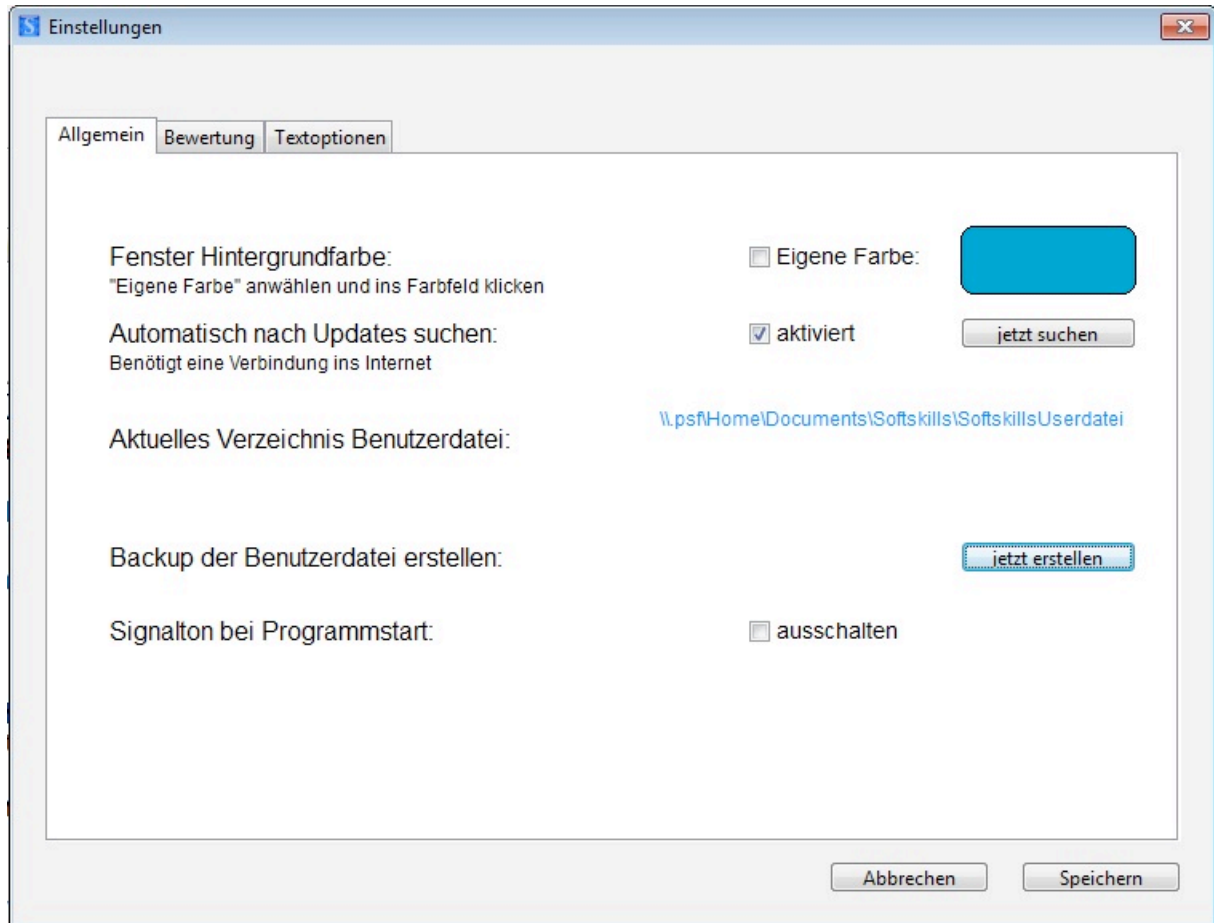 Einstellungen
Allgemein Bewertung Textoptionen
Fenster Hintergrundfarbe: Eigene Farbe:
"Eigene Farbe" anwählen und ins Farbfeld klicken
Automatisch nach Updates suchen: aktiviert jetzt suchen
Benötigt eine Verbindung ins Internet
\\.psf\Home\Documents\Softskills\SoftskillsUserdatei
Aktuelles Verzeichnis Benutzerdatei:
Backup der Benutzerdatei erstellen: jetzt erstellen
Signalton bei Programmstart: ausschalten
Abbrechen Speichern